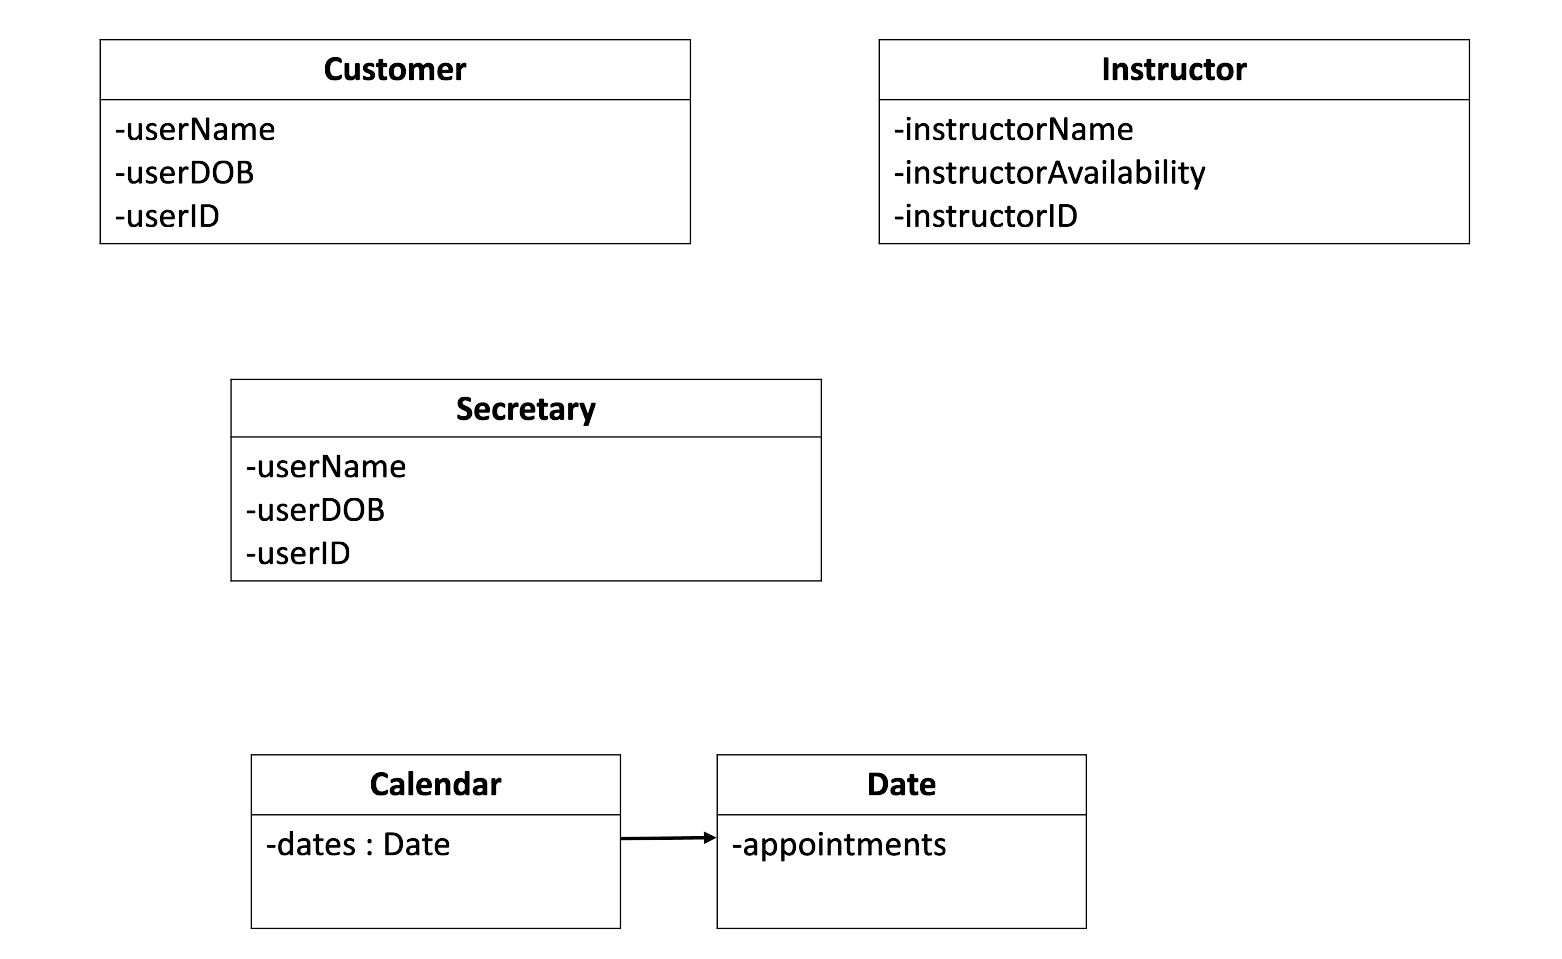 Customer
-userName
-userDOB
-userID
Instructor
-instructorName
-instructorAvailability
-instructorID
Secretary
-userName
-userDOB
-userID
Calendar
-dates : Date
Date
-appointments